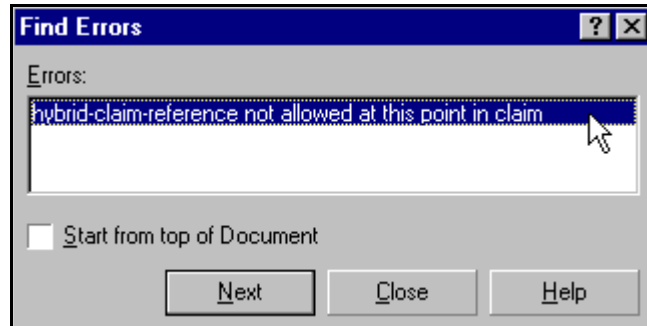 Find Errors
Errors:
hybrid-claim-reference not allowed at this point in claim
Start from top of Document
Next Close Help